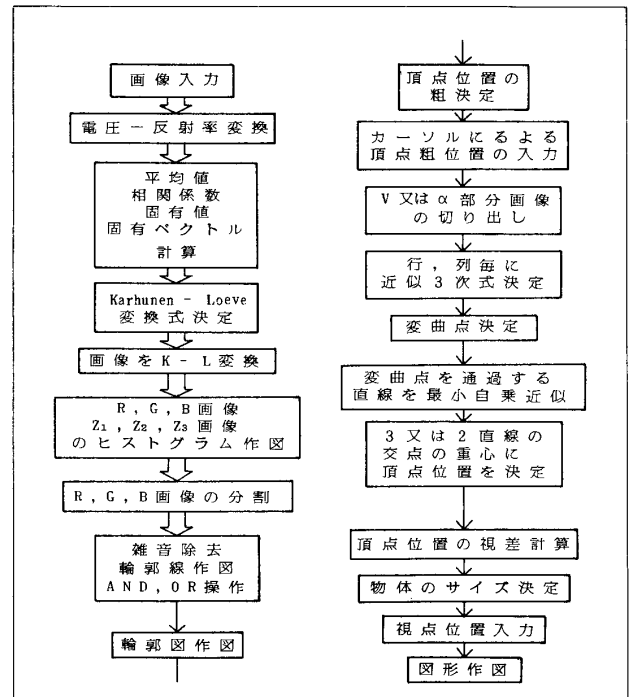 画像入力
電圧－反射率変換
平均値
相関係数
固有値
固有ベクトル
計算
Karhunen－Loeve
変換式決定
画像をK－L変換
R，G，B画像
Z₁，Z₂，Z₃画像
のヒストグラム作図
R，G，B画像の分割
雑音除去
輪郭線作図
AND，OR操作
輪郭図作図
頂点位置の
粗決定
カーソルにるよる
頂点粗位置の入力
V又はα部分画像
の切り出し
行，列毎に
近似3次式決定
変曲点決定
変曲点を通過する
直線を最小自乗近似
3又は2直線の
交点の重心に
頂点位置を決定
頂点位置の視差計算
物体のサイズ決定
視点位置入力
図形作図